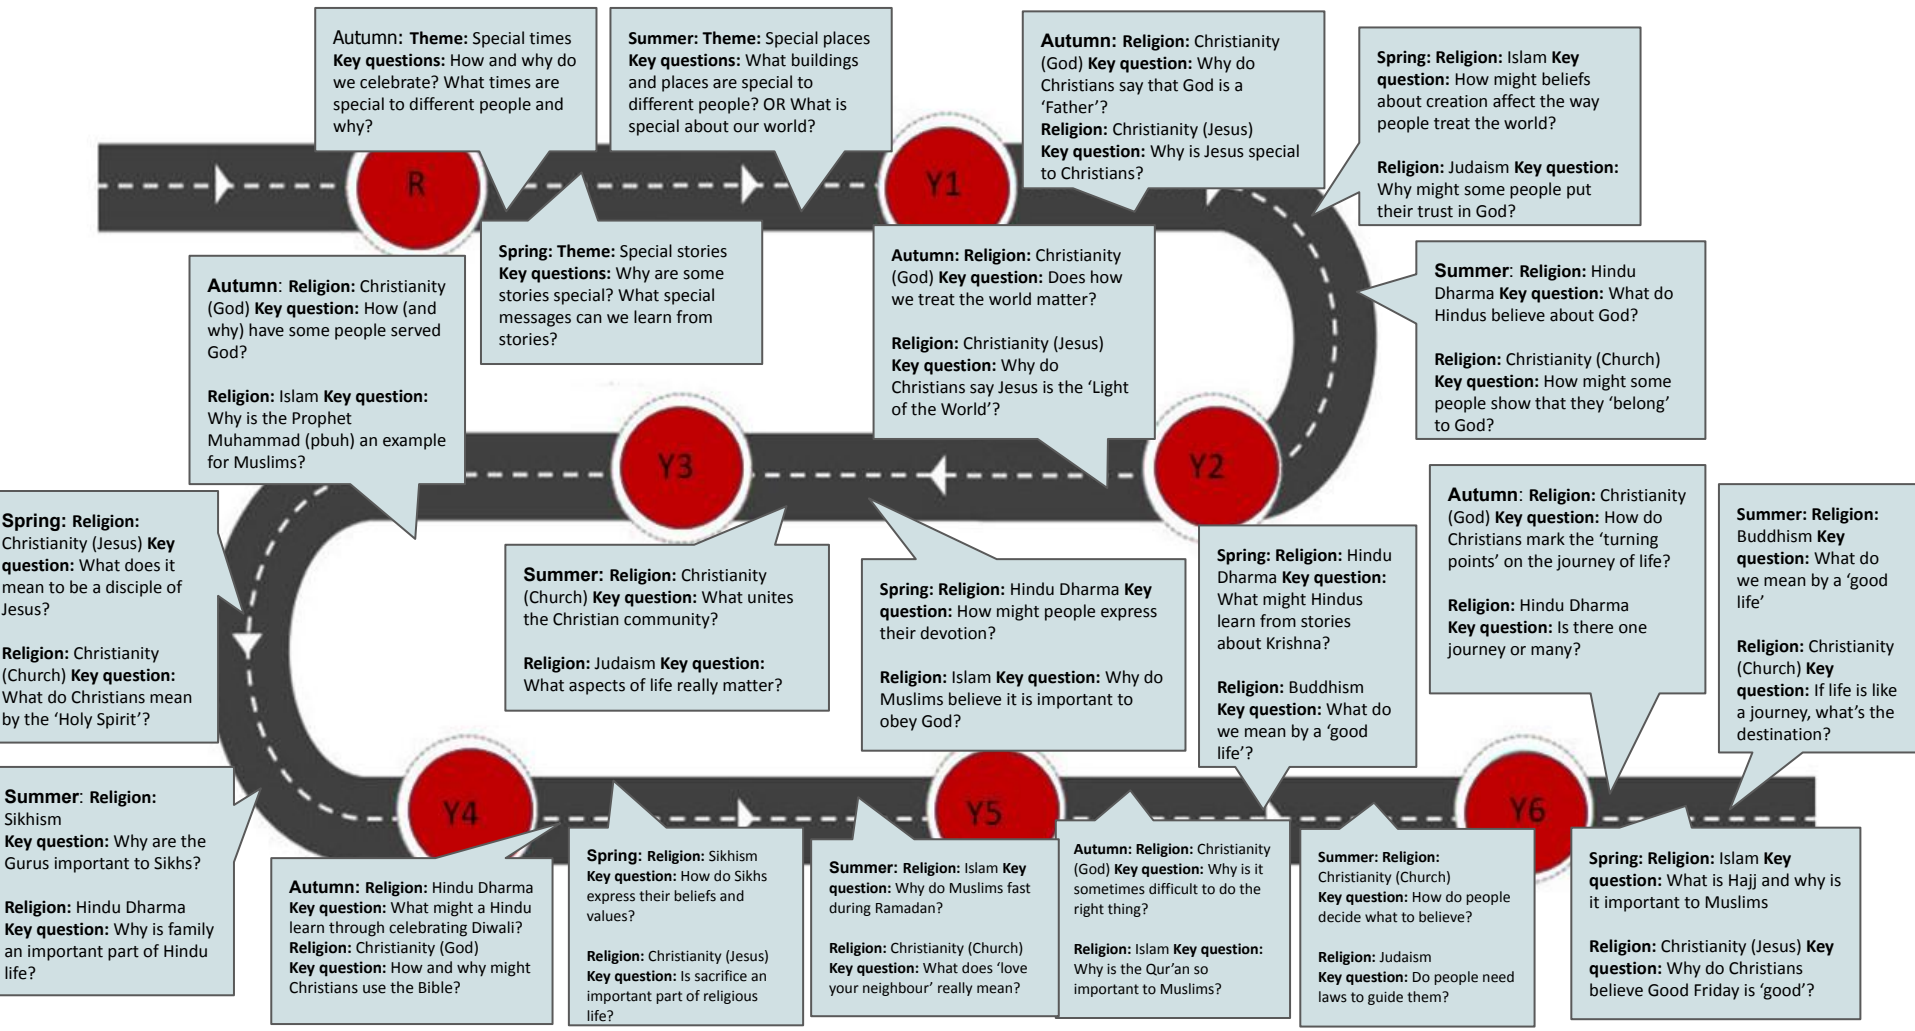 Autumn: Theme: Special times
Key questions: How and why do
we celebrate? What times are
special to different people and
why?
Summer: Theme: Special places
Key questions: What buildings
and places are special to
different people? OR What is
special about our world?
Autumn: Religion: Christianity
(God) Key question: Why do
Christians say that God is a
‘Father’?
Religion: Christianity (Jesus)
Key question: Why is Jesus special
to Christians?
Spring: Religion: Islam Key
question: How might beliefs
about creation affect the way
people treat the world?
Religion: Judaism Key question:
Why might some people put
their trust in God?
R
Y1
Spring: Theme: Special stories
Key questions: Why are some
stories special? What special
messages can we learn from
stories?
Autumn: Religion: Christianity
(God) Key question: Does how
we treat the world matter?
Religion: Christianity (Jesus)
Key question: Why do
Christians say Jesus is the ‘Light
of the World’?
Summer: Religion: Hindu
Dharma Key question: What do
Hindus believe about God?
Religion: Christianity (Church)
Key question: How might some
people show that they ‘belong’
to God?
Autumn: Religion: Christianity
(God) Key question: How (and
why) have some people served
God?
Religion: Islam Key question:
Why is the Prophet
Muhammad (pbuh) an example
for Muslims?
Y3
Y2
Spring: Religion:
Christianity (Jesus) Key
question: What does it
mean to be a disciple of
Jesus?
Religion: Christianity
(Church) Key question:
What do Christians mean
by the ‘Holy Spirit’?
Summer: Religion: Christianity
(Church) Key question: What unites
the Christian community?
Religion: Judaism Key question:
What aspects of life really matter?
Spring: Religion: Hindu Dharma Key
question: How might people express
their devotion?
Religion: Islam Key question: Why do
Muslims believe it is important to
obey God?
Spring: Religion: Hindu
Dharma Key question:
What might Hindus
learn from stories
about Krishna?
Religion: Buddhism
Key question: What do
we mean by a ‘good
life’?
Autumn: Religion: Christianity
(God) Key question: How do
Christians mark the ‘turning
points’ on the journey of life?
Religion: Hindu Dharma
Key question: Is there one
journey or many?
Summer: Religion:
Buddhism Key
question: What do
we mean by a ‘good
life’
Religion: Christianity
(Church) Key
question: If life is like
a journey, what’s the
destination?
Summer: Religion:
Sikhism
Key question: Why are the
Gurus important to Sikhs?
Religion: Hindu Dharma
Key question: Why is family
an important part of Hindu
life?
Y4
Y5
Y6
Autumn: Religion: Hindu Dharma
Key question: What might a Hindu
learn through celebrating Diwali?
Religion: Christianity (God)
Key question: How and why might
Christians use the Bible?
Spring: Religion: Sikhism
Key question: How do Sikhs
express their beliefs and
values?
Religion: Christianity (Jesus)
Key question: Is sacrifice an
important part of religious
life?
Summer: Religion: Islam Key
question: Why do Muslims fast
during Ramadan?
Religion: Christianity (Church)
Key question: What does ‘love
your neighbour’ really mean?
Autumn: Religion: Christianity
(God) Key question: Why is it
sometimes difficult to do the
right thing?
Religion: Islam Key question:
Why is the Qur’an so
important to Muslims?
Summer: Religion:
Christianity (Church)
Key question: How do people
decide what to believe?
Religion: Judaism
Key question: Do people need
laws to guide them?
Spring: Religion: Islam Key
question: What is Hajj and why is
it important to Muslims
Religion: Christianity (Jesus) Key
question: Why do Christians
believe Good Friday is ‘good’?